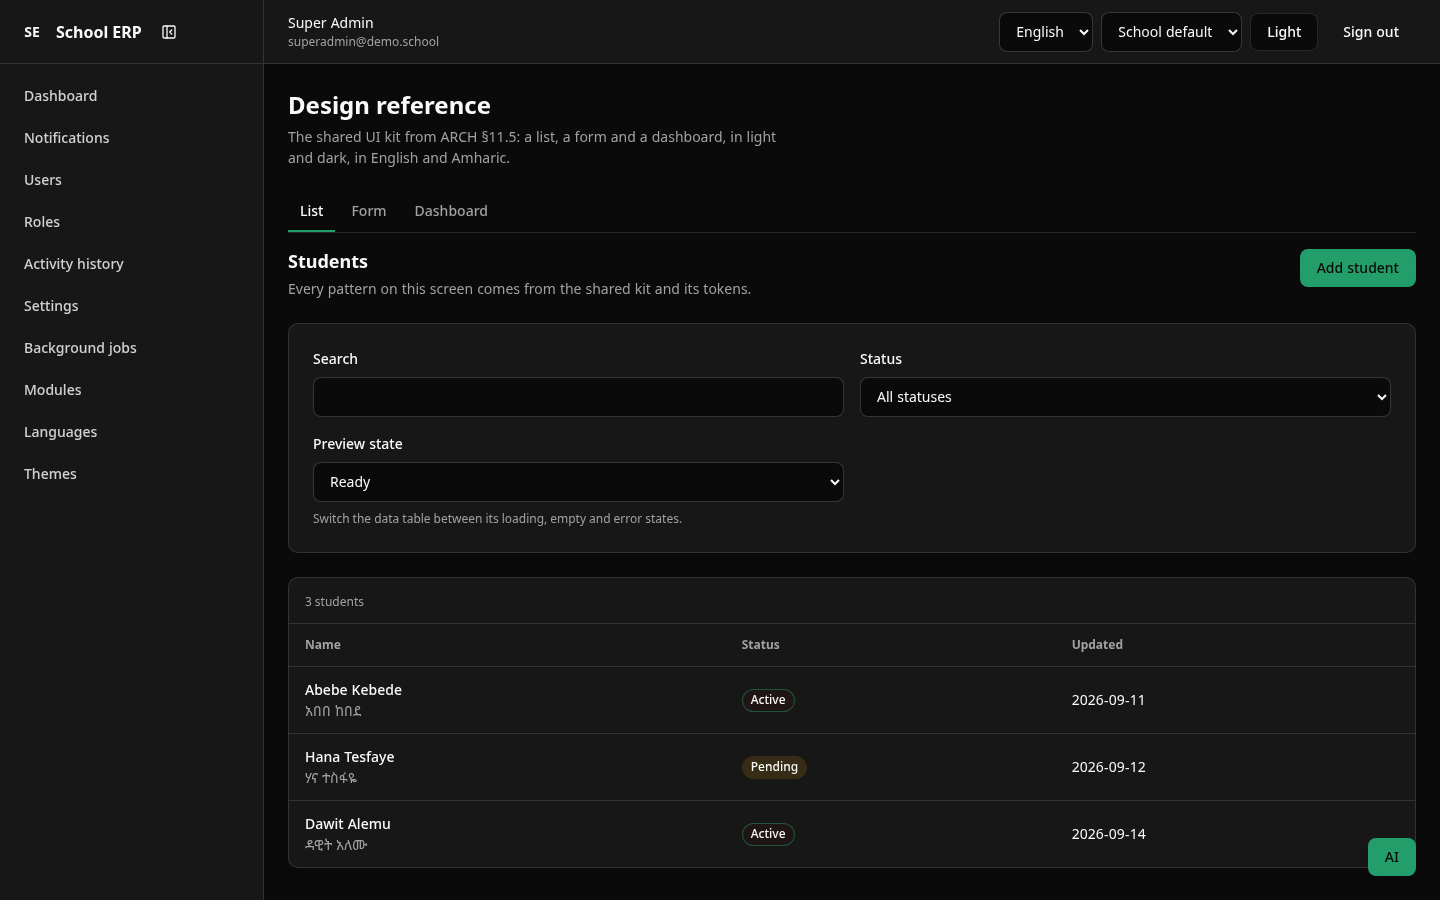 SE School ERP
Super Admin
superadmin@demo.school
English
School default
Light
Sign out
Dashboard
Notifications
Users
Roles
Activity history
Settings
Background jobs
Modules
Languages
Themes
Design reference
The shared UI kit from ARCH §11.5: a list, a form and a dashboard, in light
and dark, in English and Amharic.
List Form Dashboard
Students
Every pattern on this screen comes from the shared kit and its tokens.
Add student
Search
Status
All statuses
Preview state
Ready
Switch the data table between its loading, empty and error states.
3 students
Name Status Updated
Abebe Kebede
አበበ ከበደ
Active
2026-09-11
Hana Tesfaye
ሃና ተስፋዬ
Pending
2026-09-12
Dawit Alemu
ዳዊት አለሙ
Active
2026-09-14
AI